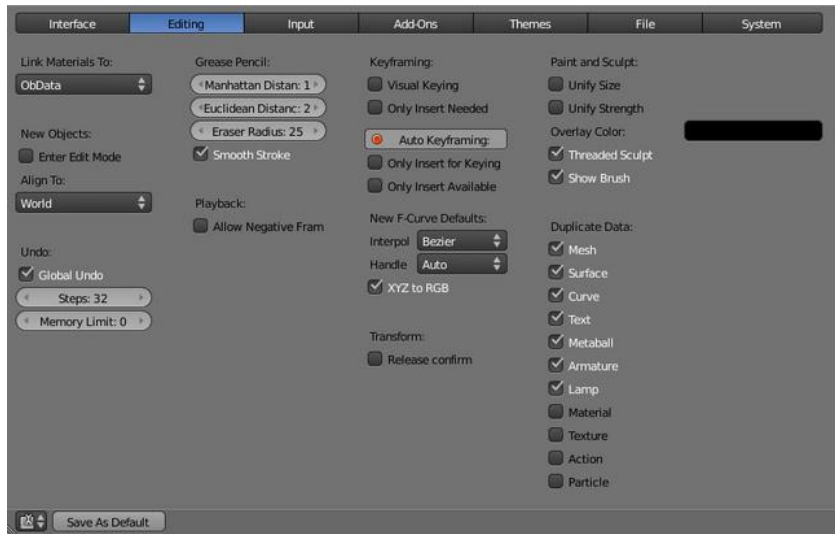 Interface Editing Input Add-Ons Themes File System
Link Materials To:
ObData
New Objects:
Enter Edit Mode
Align To:
World
Undo:
Global Undo
Steps: 32
Memory Limit: 0
Grease Pencil:
Manhattan Distan: 1
Euclidean Distanc: 2
Eraser Radius: 25
Smooth Stroke
Playback:
Allow Negative Fram
Keyframing:
Visual Keying
Only Insert Needed
Auto Keyframing:
Only Insert for Keying
Only Insert Available
New F-Curve Defaults:
Interpol Bezier
Handle Auto
XYZ to RGB
Transform:
Release confirm
Paint and Sculpt:
Unify Size
Unify Strength
Overlay Color:
Threaded Sculpt
Show Brush
Duplicate Data:
Mesh
Surface
Curve
Text
Metaball
Armature
Lamp
Material
Texture
Action
Particle
Save As Default